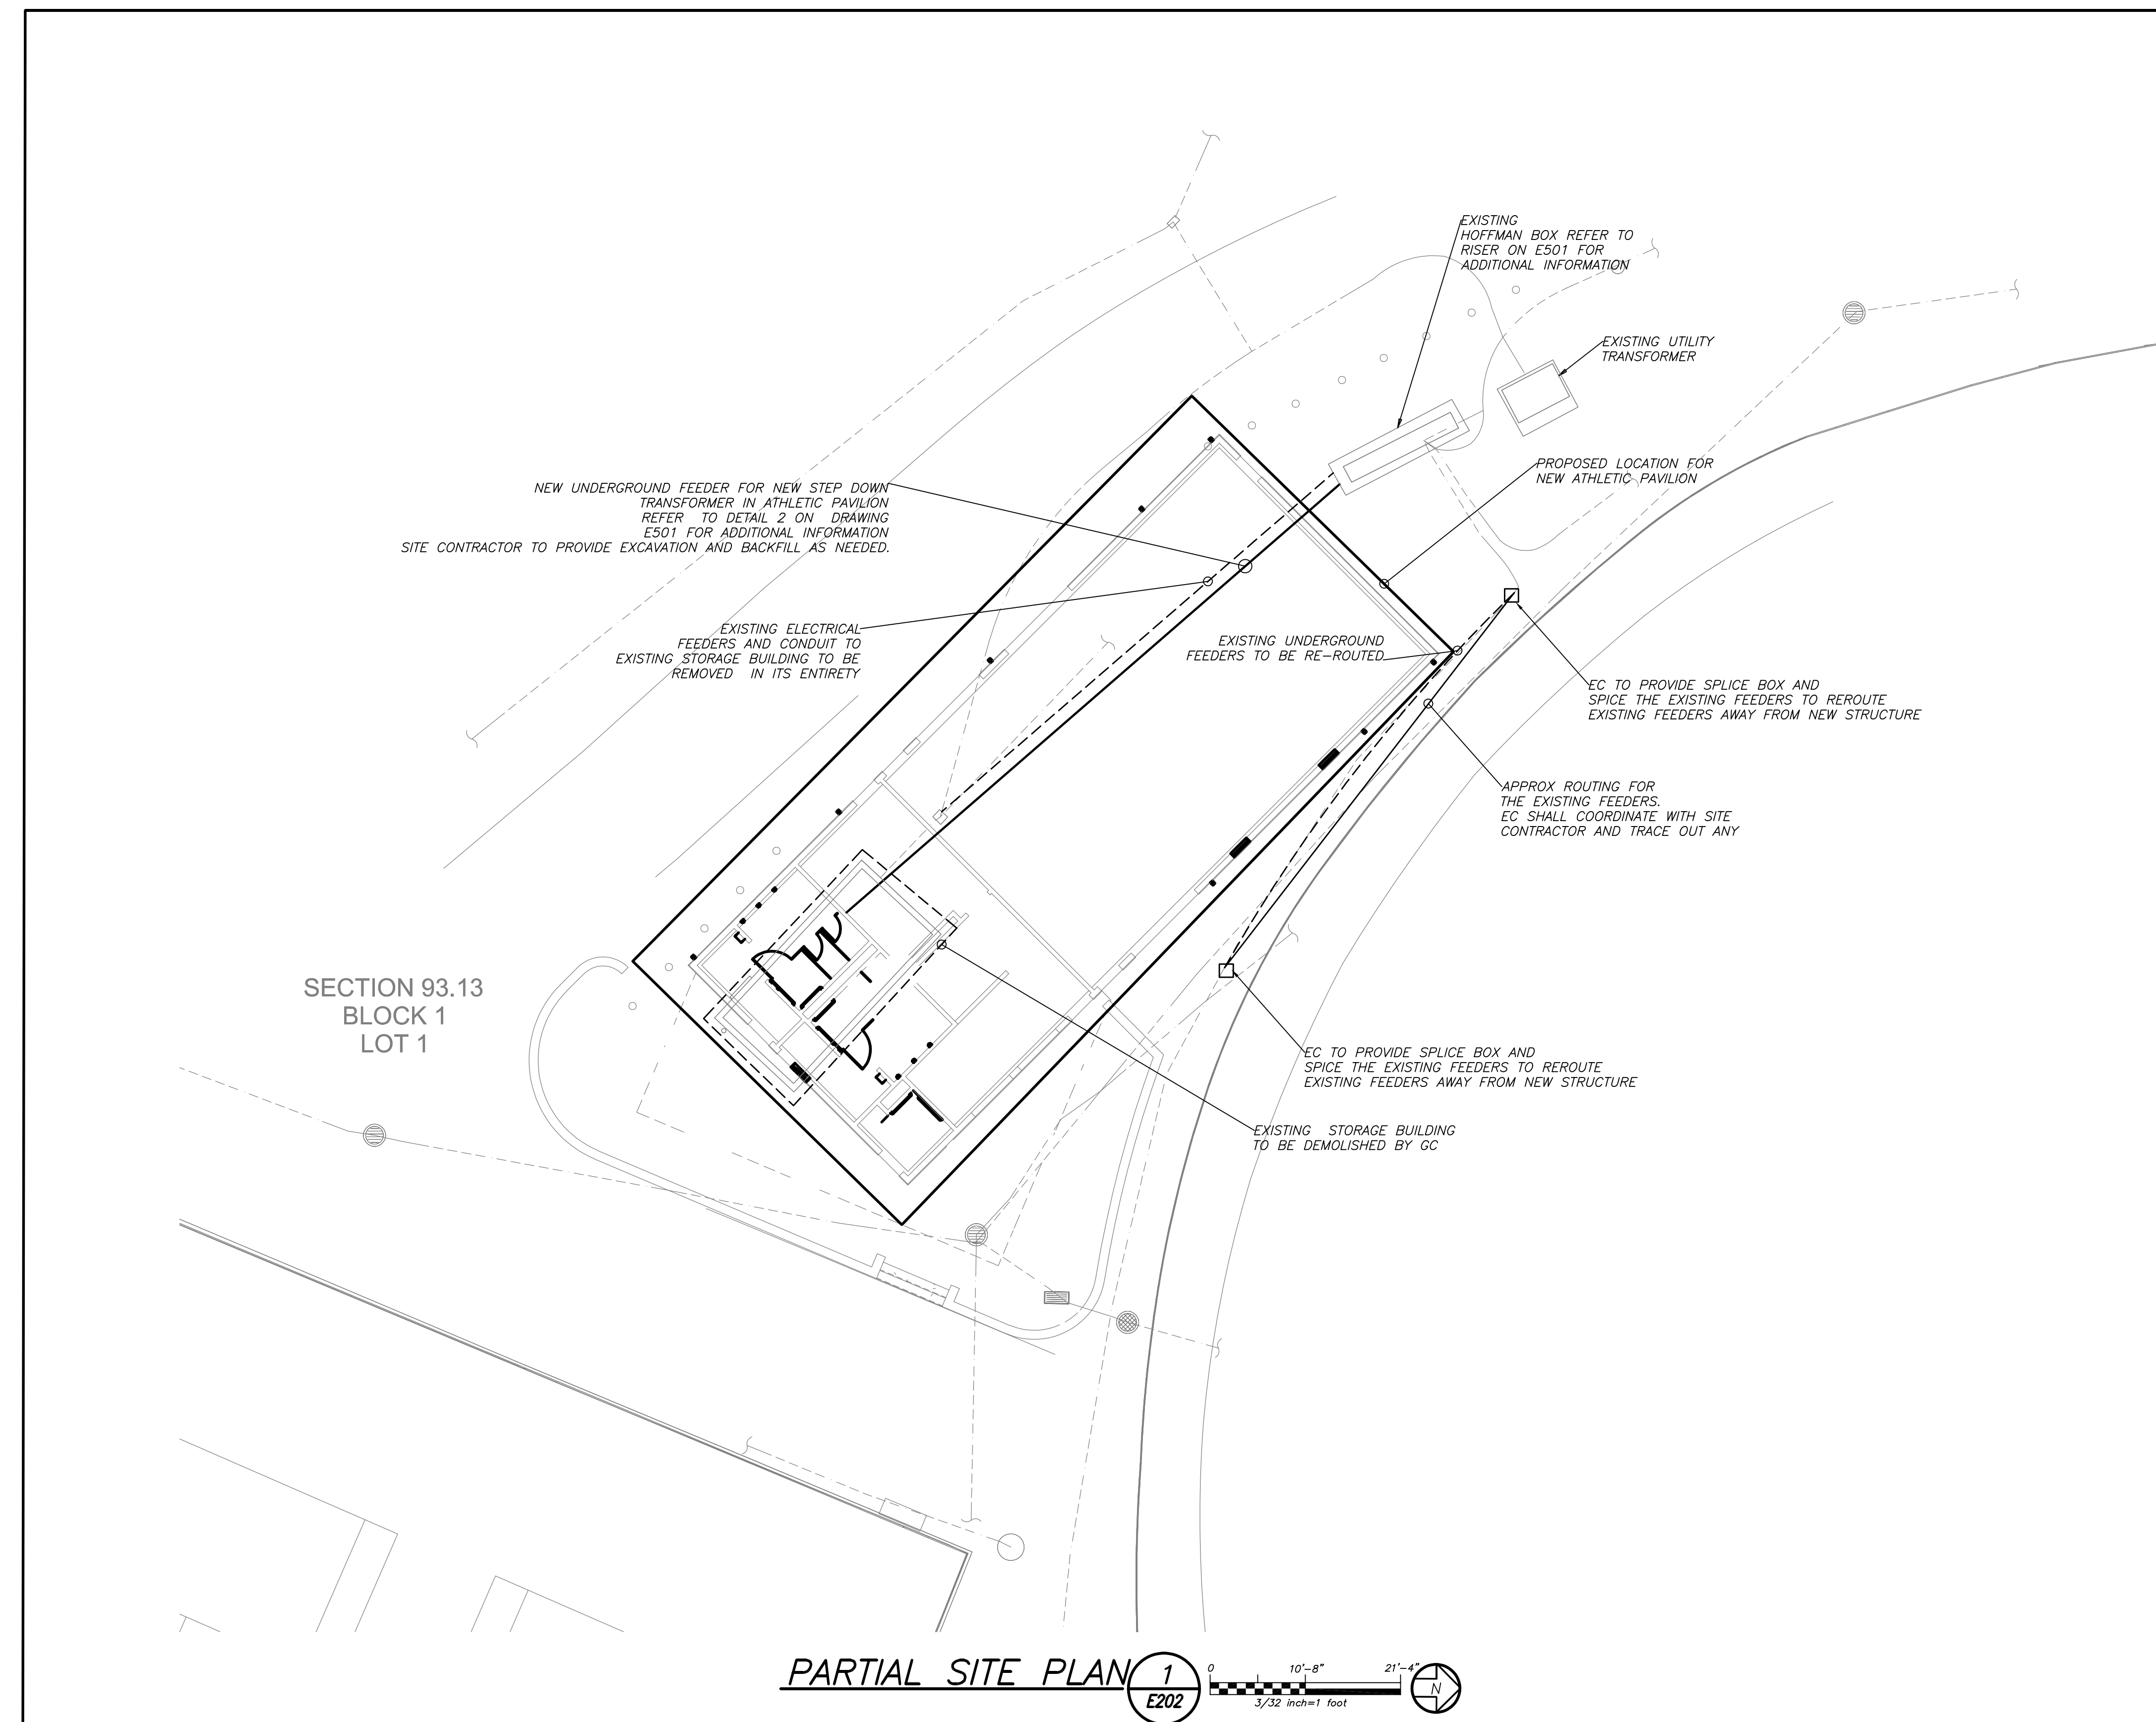 EXISTING
HOFFMAN BOX REFER TO
RISER ON E501 FOR
ADDITIONAL INFORMATION
EXISTING UTILITY
TRANSFORMER
PROPOSED LOCATION FOR
NEW ATHLETIC PAVILION
NEW UNDERGROUND FEEDER FOR NEW STEP DOWN
TRANSFORMER IN ATHLETIC PAVILION
REFER TO DETAIL 2 ON DRAWING
E501 FOR ADDITIONAL INFORMATION
SITE CONTRACTOR TO PROVIDE EXCAVATION AND BACKFILL AS NEEDED.
EXISTING ELECTRICAL
FEEDERS AND CONDUIT TO
EXISTING STORAGE BUILDING TO BE
REMOVED IN ITS ENTIRETY
EXISTING UNDERGROUND
FEEDERS TO BE RE-ROUTED
EC TO PROVIDE SPLICE BOX AND
SPICE THE EXISTING FEEDERS TO REROUTE
EXISTING FEEDERS AWAY FROM NEW STRUCTURE
APPROX ROUTING FOR
THE EXISTING FEEDERS.
EC SHALL COORDINATE WITH SITE
CONTRACTOR AND TRACE OUT ANY
SECTION 93.13
BLOCK 1
LOT 1
EC TO PROVIDE SPLICE BOX AND
SPICE THE EXISTING FEEDERS TO REROUTE
EXISTING FEEDERS AWAY FROM NEW STRUCTURE
EXISTING STORAGE BUILDING
TO BE DEMOLISHED BY GC
PARTIAL SITE PLAN
1
E202
0 10'-8" 21'-4"
3/32 inch=1 foot
N